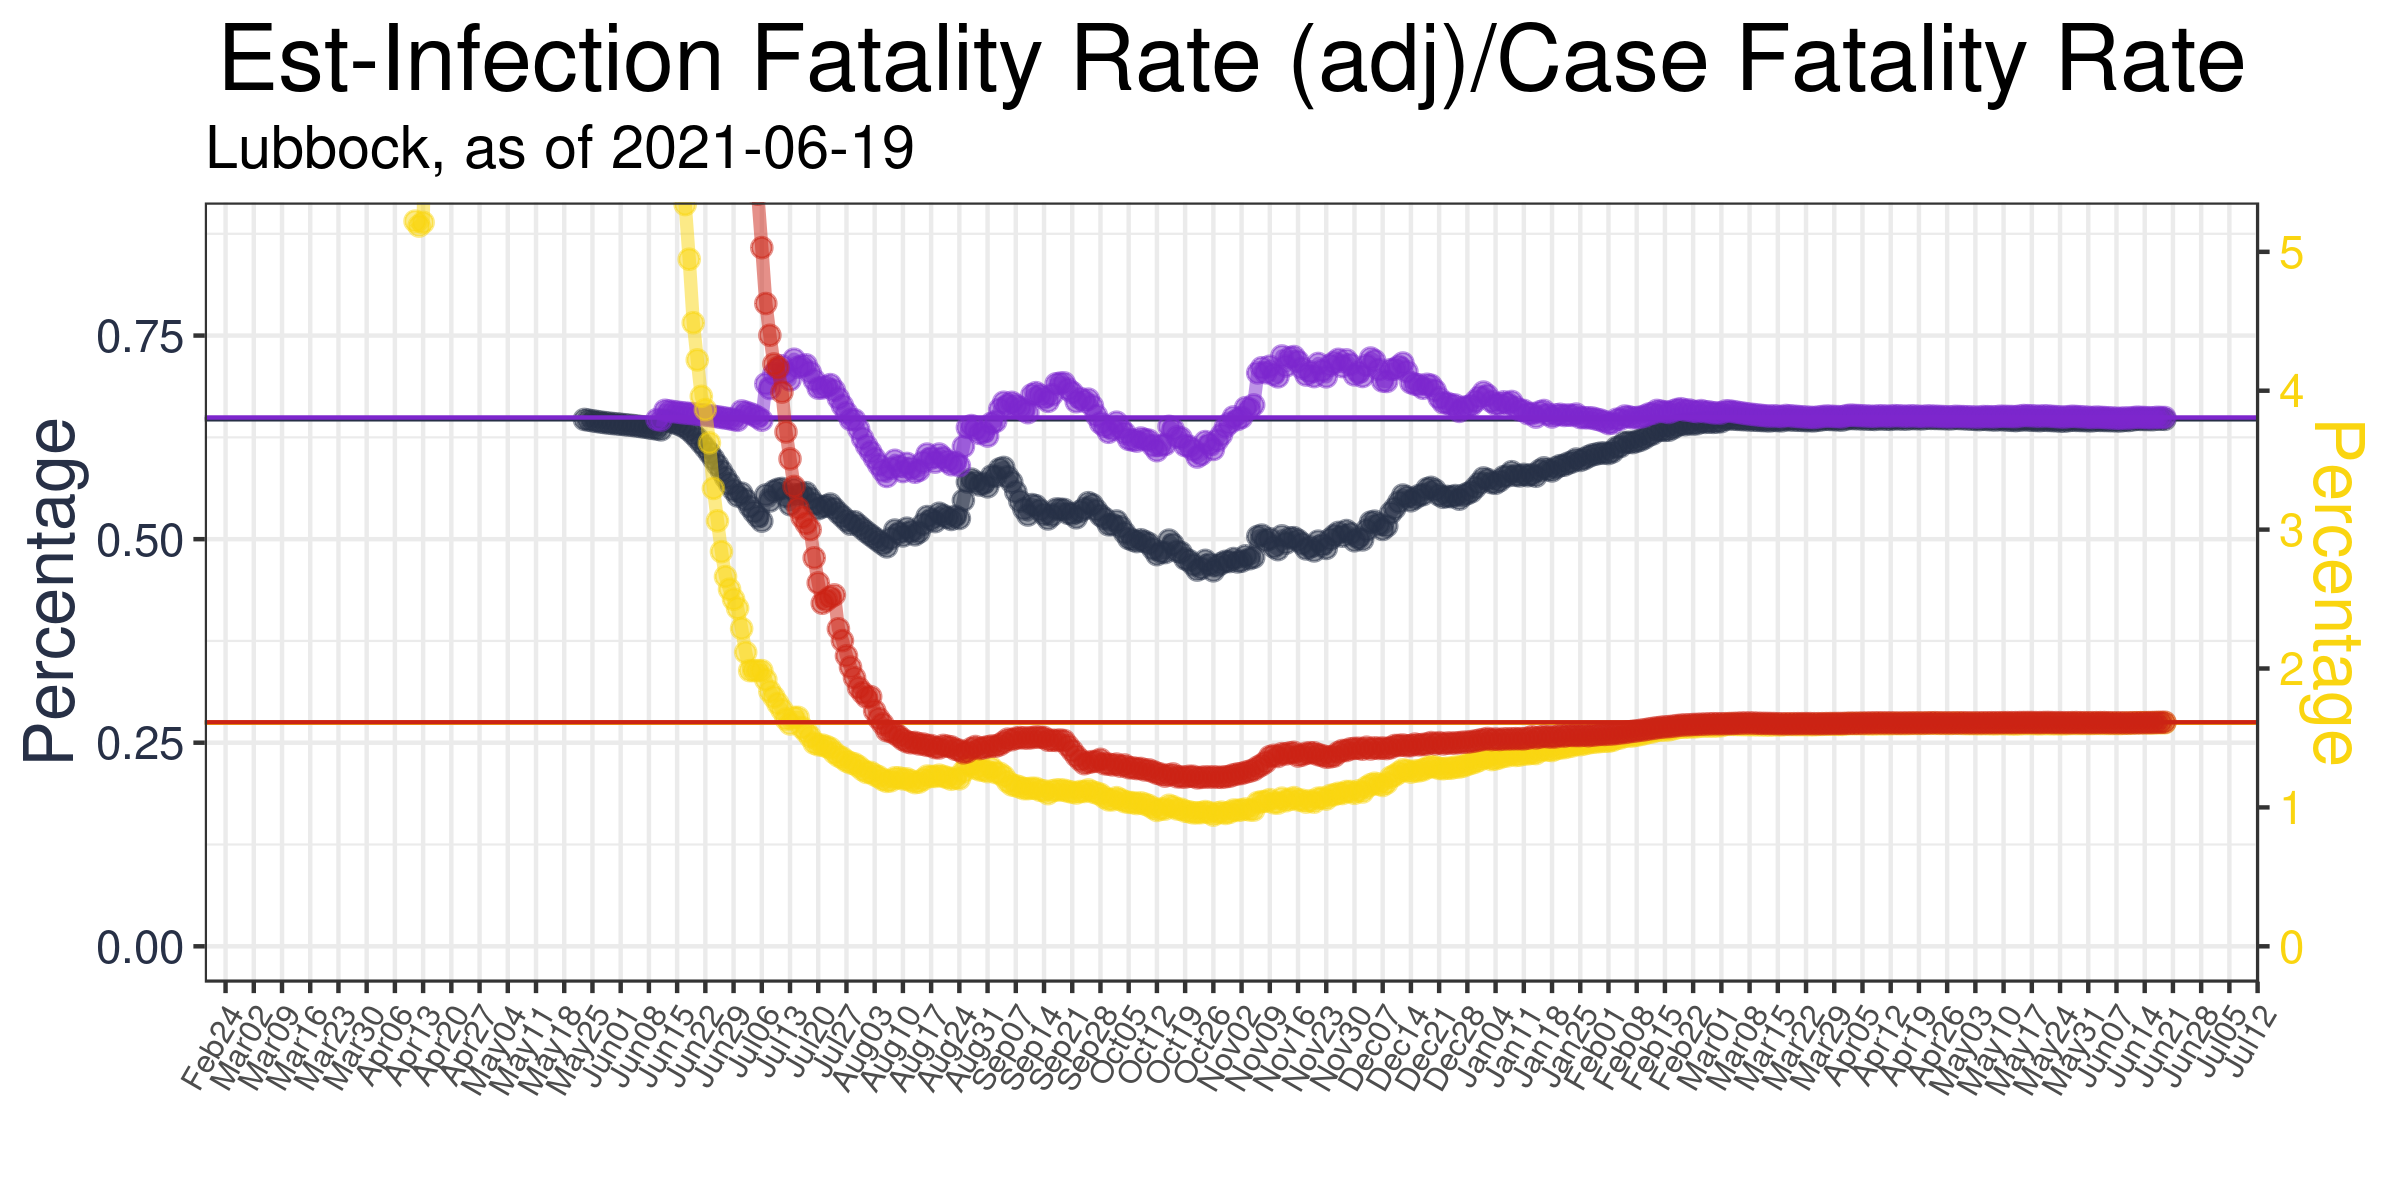 Est-Infection Fatality Rate (adj)/Case Fatality Rate
Lubbock, as of 2021-06-19
Percentage
0.75
0.50
0.25
0.00
5
4
3
2
1
0
Percentage
Feb24 Mar02 Mar09 Mar16 Mar23 Mar30 Apr06 Apr13 Apr20 Apr27 May04 May11 May18 May25 Jun01 Jun08 Jun15 Jun22 Jun29 Jul06 Jul13 Jul20 Jul27 Aug03 Aug10 Aug17 Aug24 Aug31 Sep07 Sep14 Sep21 Sep28 Oct05 Oct12 Oct19 Oct26 Nov02 Nov09 Nov16 Nov23 Nov30 Dec07 Dec14 Dec21 Dec28 Jan04 Jan11 Jan18 Jan25 Feb01 Feb08 Feb15 Feb22 Mar01 Mar08 Mar15 Mar22 Mar29 Apr05 Apr12 Apr19 Apr26 May03 May10 May17 May24 May31 Jun07 Jun14 Jun21 Jun28 Jul05 Jul12